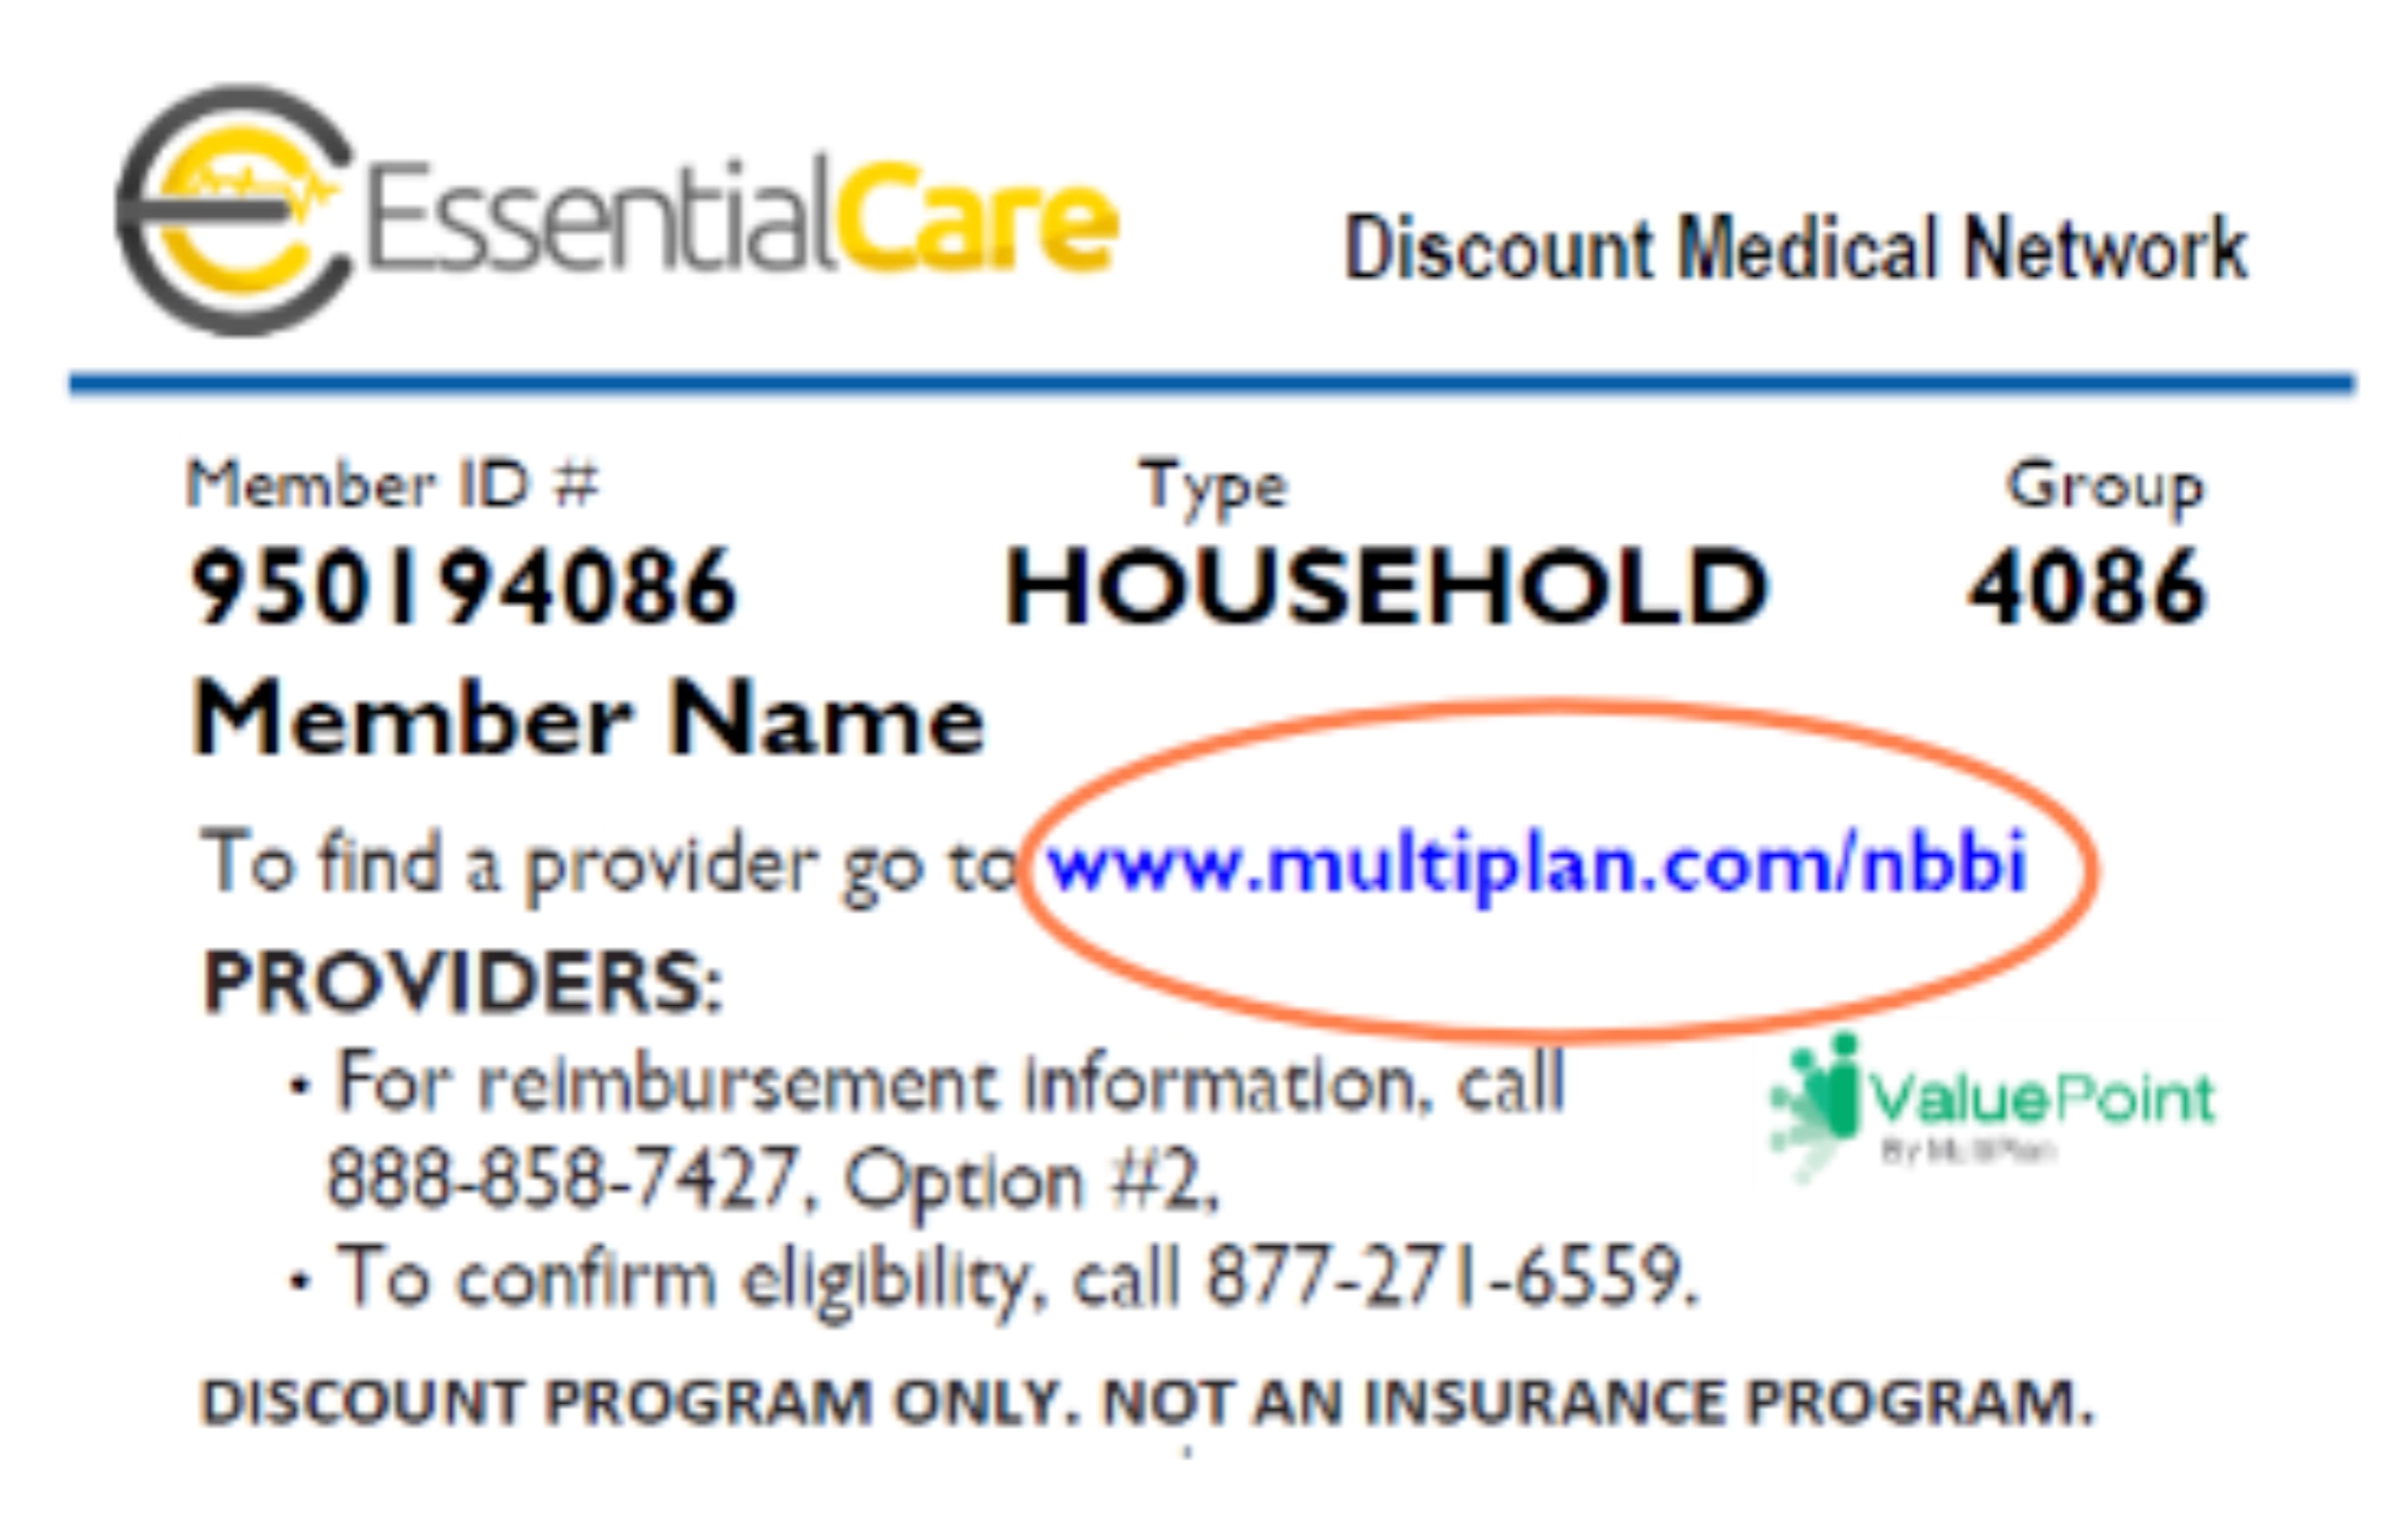 EssentialCare
Discount Medical Network
Member ID # Type Group
950194086 HOUSEHOLD 4086
Member Name
To find a provider go to www.multiplan.com/nbbi
PROVIDERS:
• For reimbursement information, call
888-858-7427, Option #2,
• To confirm eligibility, call 877-271-6559.
ValuePoint
By MultiPlan
DISCOUNT PROGRAM ONLY. NOT AN INSURANCE PROGRAM.